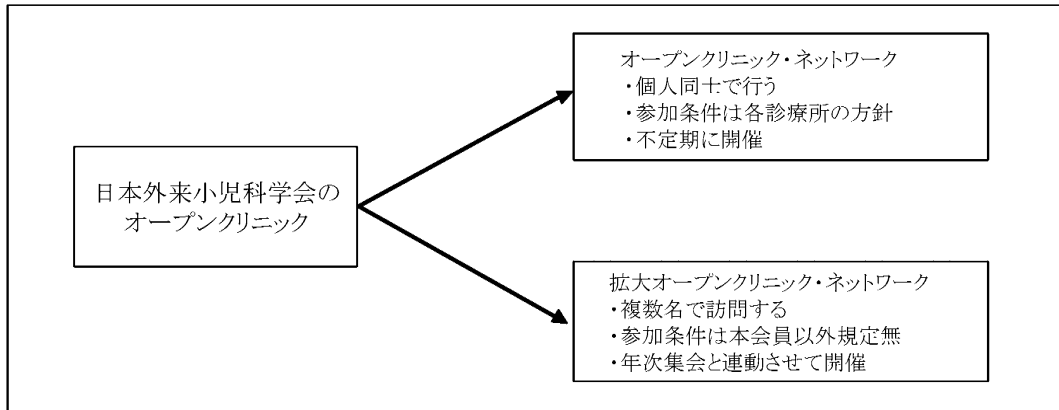 日本外来小児科学会の
オープンクリニック
オープンクリニック・ネットワーク
・個人同士で行う
・参加条件は各診療所の方針
・不定期に開催
拡大オープンクリニック・ネットワーク
・複数名で訪問する
・参加条件は本会員以外規定無
・年次集会と連動させて開催